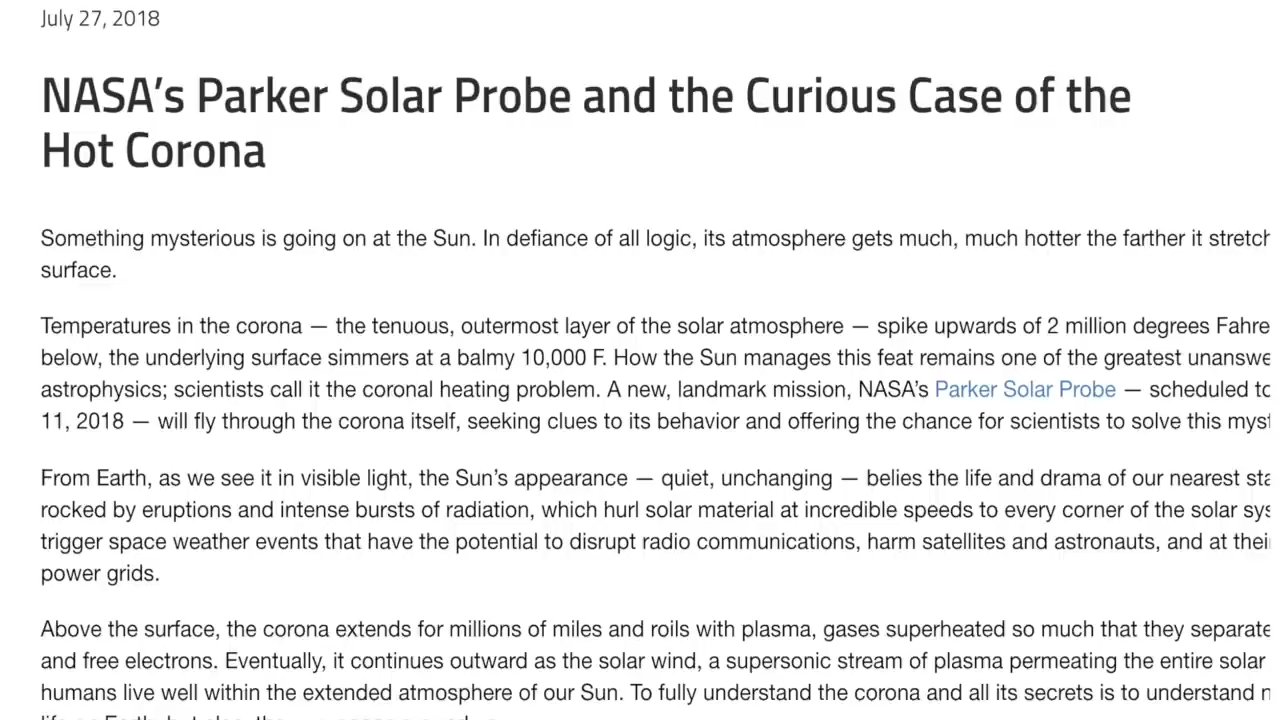 July 27, 2018
NASA’s Parker Solar Probe and the Curious Case of the
Hot Corona
Something mysterious is going on at the Sun. In defiance of all logic, its atmosphere gets much, much hotter the farther it stretch
surface.
Temperatures in the corona — the tenuous, outermost layer of the solar atmosphere — spike upwards of 2 million degrees Fahre
below, the underlying surface simmers at a balmy 10,000 F. How the Sun manages this feat remains one of the greatest unanswe
astrophysics; scientists call it the coronal heating problem. A new, landmark mission, NASA’s Parker Solar Probe — scheduled to
11, 2018 — will fly through the corona itself, seeking clues to its behavior and offering the chance for scientists to solve this myst
From Earth, as we see it in visible light, the Sun’s appearance — quiet, unchanging — belies the life and drama of our nearest sta
rocked by eruptions and intense bursts of radiation, which hurl solar material at incredible speeds to every corner of the solar sys
trigger space weather events that have the potential to disrupt radio communications, harm satellites and astronauts, and at thei
power grids.
Above the surface, the corona extends for millions of miles and roils with plasma, gases superheated so much that they separate
and free electrons. Eventually, it continues outward as the solar wind, a supersonic stream of plasma permeating the entire solar
humans live well within the extended atmosphere of our Sun. To fully understand the corona and all its secrets is to understand n